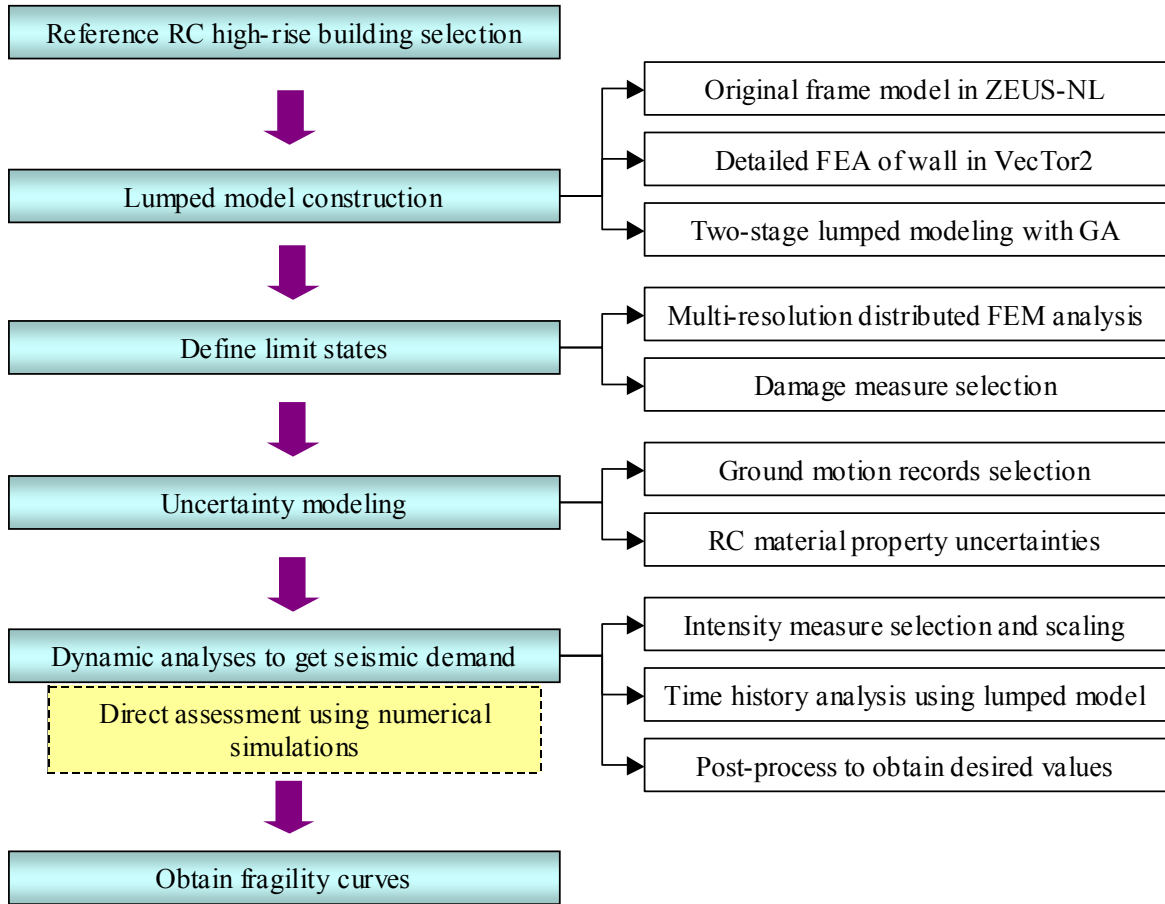 Reference RC high-rise building selection
Original frame model in ZEUS-NL
Detailed FEA of wall in VecTor2
Lumped model construction
Two-stage lumped modeling with GA
Multi-resolution distributed FEM analysis
Define limit states
Damage measure selection
Ground motion records selection
Uncertainty modeling
RC material property uncertainties
Intensity measure selection and scaling
Dynamic analyses to get seismic demand
Time history analysis using lumped model
Direct assessment using numerical
simulations
Post-process to obtain desired values
Obtain fragility curves